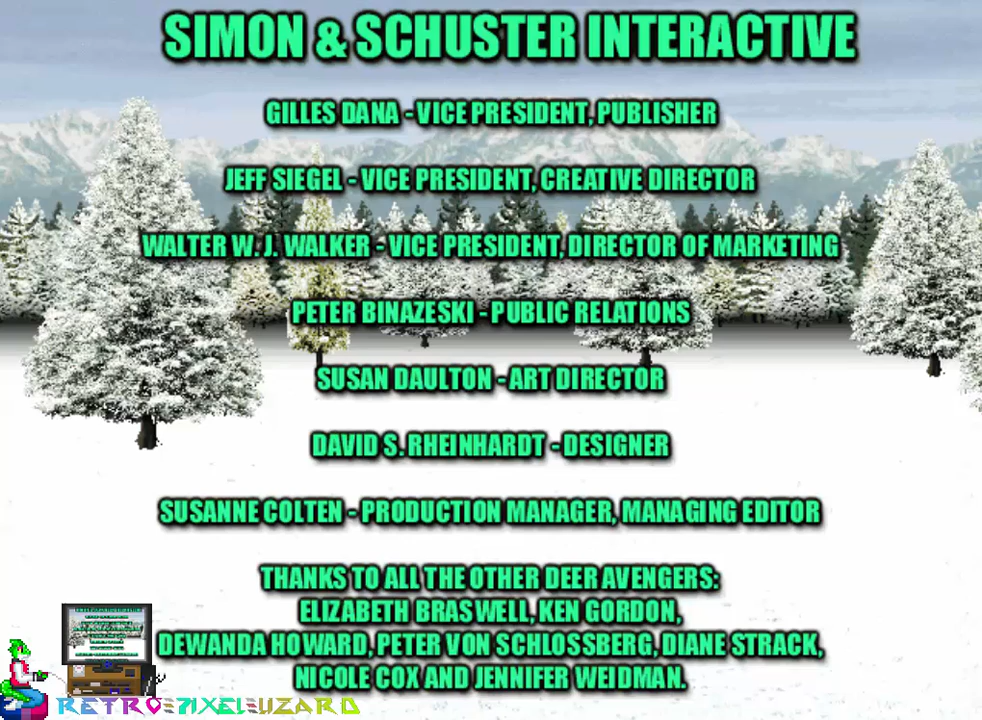 SIMON & SCHUSTER INTERACTIVE
GILLES DANA - VICE PRESIDENT, PUBLISHER
JEFF SIEGEL - VICE PRESIDENT, CREATIVE DIRECTOR
WALTER W. J. WALKER - VICE PRESIDENT, DIRECTOR OF MARKETING
PETER BINAZESKI - PUBLIC RELATIONS
SUSAN DAULTON - ART DIRECTOR
DAVID S. RHEINHARDT - DESIGNER
SUSANNE COLTEN - PRODUCTION MANAGER, MANAGING EDITOR
THANKS TO ALL THE OTHER DEER AVENGERS:
ELIZABETH BRASWELL, KEN GORDON,
DEWANDA HOWARD, PETER VON SCHLOSSBERG, DIANE STRACK,
NICOLE COX AND JENNIFER WEIDMAN.
RETRO